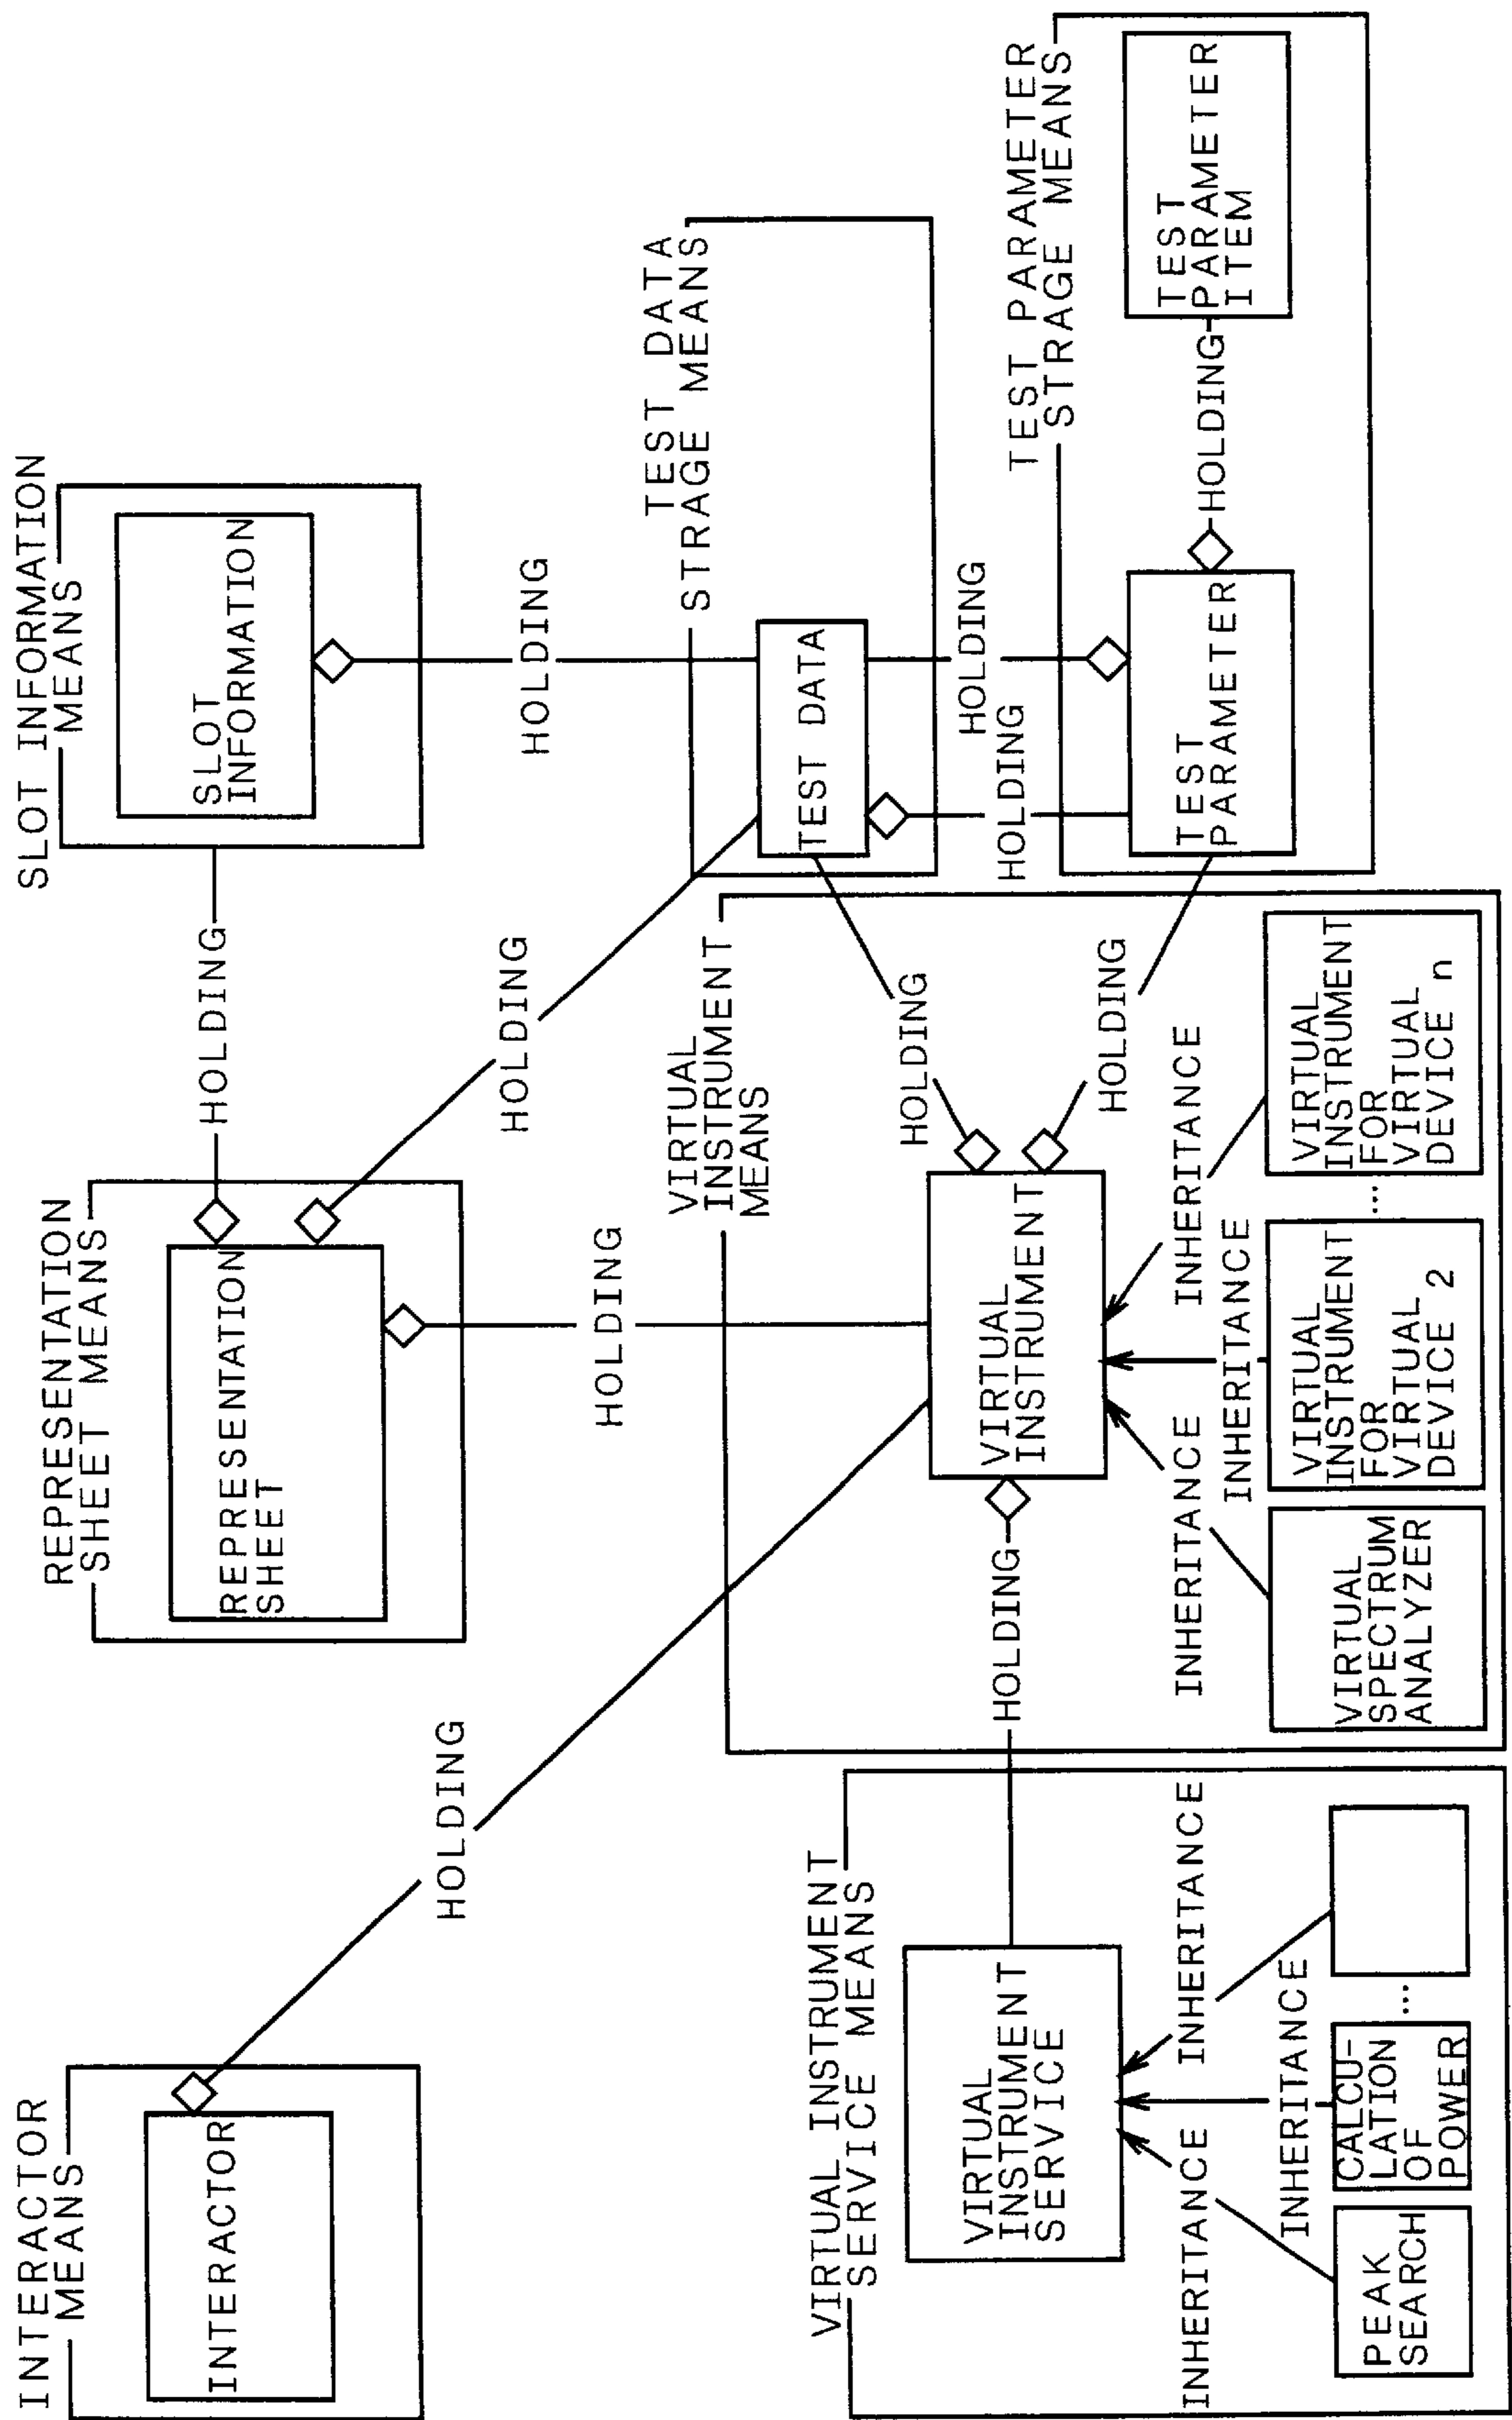 INTERACTOR
MEANS
INTERACTOR
HOLDING
REPRESENTATION
SHEET MEANS
REPRESENTATION
SHEET
HOLDING
SLOT INFORMATION
MEANS
SLOT
INFORMATION
HOLDING
HOLDING
HOLDING
VIRTUAL INSTRUMENT
SERVICE MEANS
VIRTUAL
INSTRUMENT
SERVICE
INHERITANCE
INHERITANCE
INHERITANCE
PEAK
SEARCH
CALCU-
LATION
OF
POWER
...
HOLDING
VIRTUAL
INSTRUMENT
MEANS
VIRTUAL
INSTRUMENT
INHERITANCE
INHERITANCE
INHERITANCE
VIRTUAL
SPECTRUM
ANALYZER
VIRTUAL
INSTRUMENT
FOR
VIRTUAL
DEVICE 2
...
VIRTUAL
INSTRUMENT
FOR
VIRTUAL
DEVICE n
HOLDING
HOLDING
TEST DATA
STRAGE MEANS
TEST DATA
HOLDING
HOLDING
TEST PARAMETER
STRAGE MEANS
TEST
PARAMETER
HOLDING
TEST
PARAMETER
ITEM